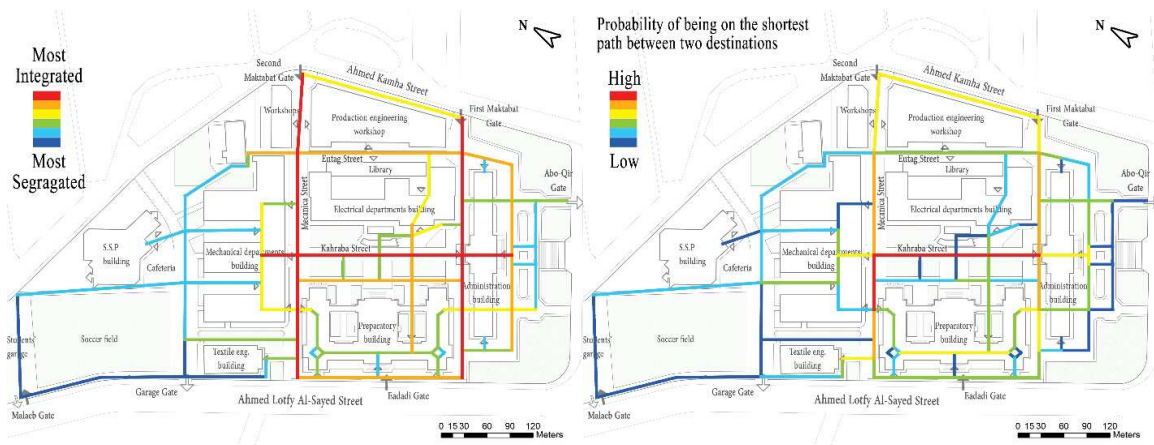 Most
Integrated
Most
Segragated
N
Second
Maktabat Gate
Ahmed Kamha Street
Workshops
Production engineering
workshop
First Maktabat
Gate
Entag Street
Library
Abo-Qir
Gate
Mecanica Street
Electrical departments building
S.S.P
building
Cafeteria
Mechanical departments
building
Kahraba Street
Administration
building
Students
garage
Soccer field
Preparatory
building
Textile eng.
building
Garage Gate
Malaeb Gate
Eadadi Gate
Ahmed Lotfy Al-Sayed Street
0 15 30 60 90 120
Meters
Probability of being on the shortest
path between two destinations
High
Low
N
Second
Maktabat Gate
Ahmed Kamha Street
Workshops
Production engineering
workshop
First Maktabat
Gate
Entag Street
Library
Abo-Qir
Gate
Mecanica Street
Electrical departments building
S.S.P
building
Cafeteria
Mechanical departments
building
Kahraba Street
Administration
building
Students
garage
Soccer field
Preparatory
building
Textile eng.
building
Garage Gate
Malaeb Gate
Eadadi Gate
Ahmed Lotfy Al-Sayed Street
0 15 30 60 90 120
Meters